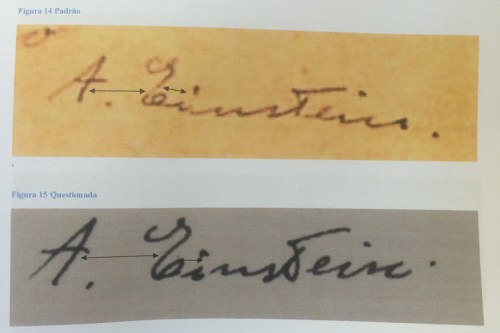 Figura 14 Padrão
A. Einstein.
Figura 15 Questionada
A. Einstein.